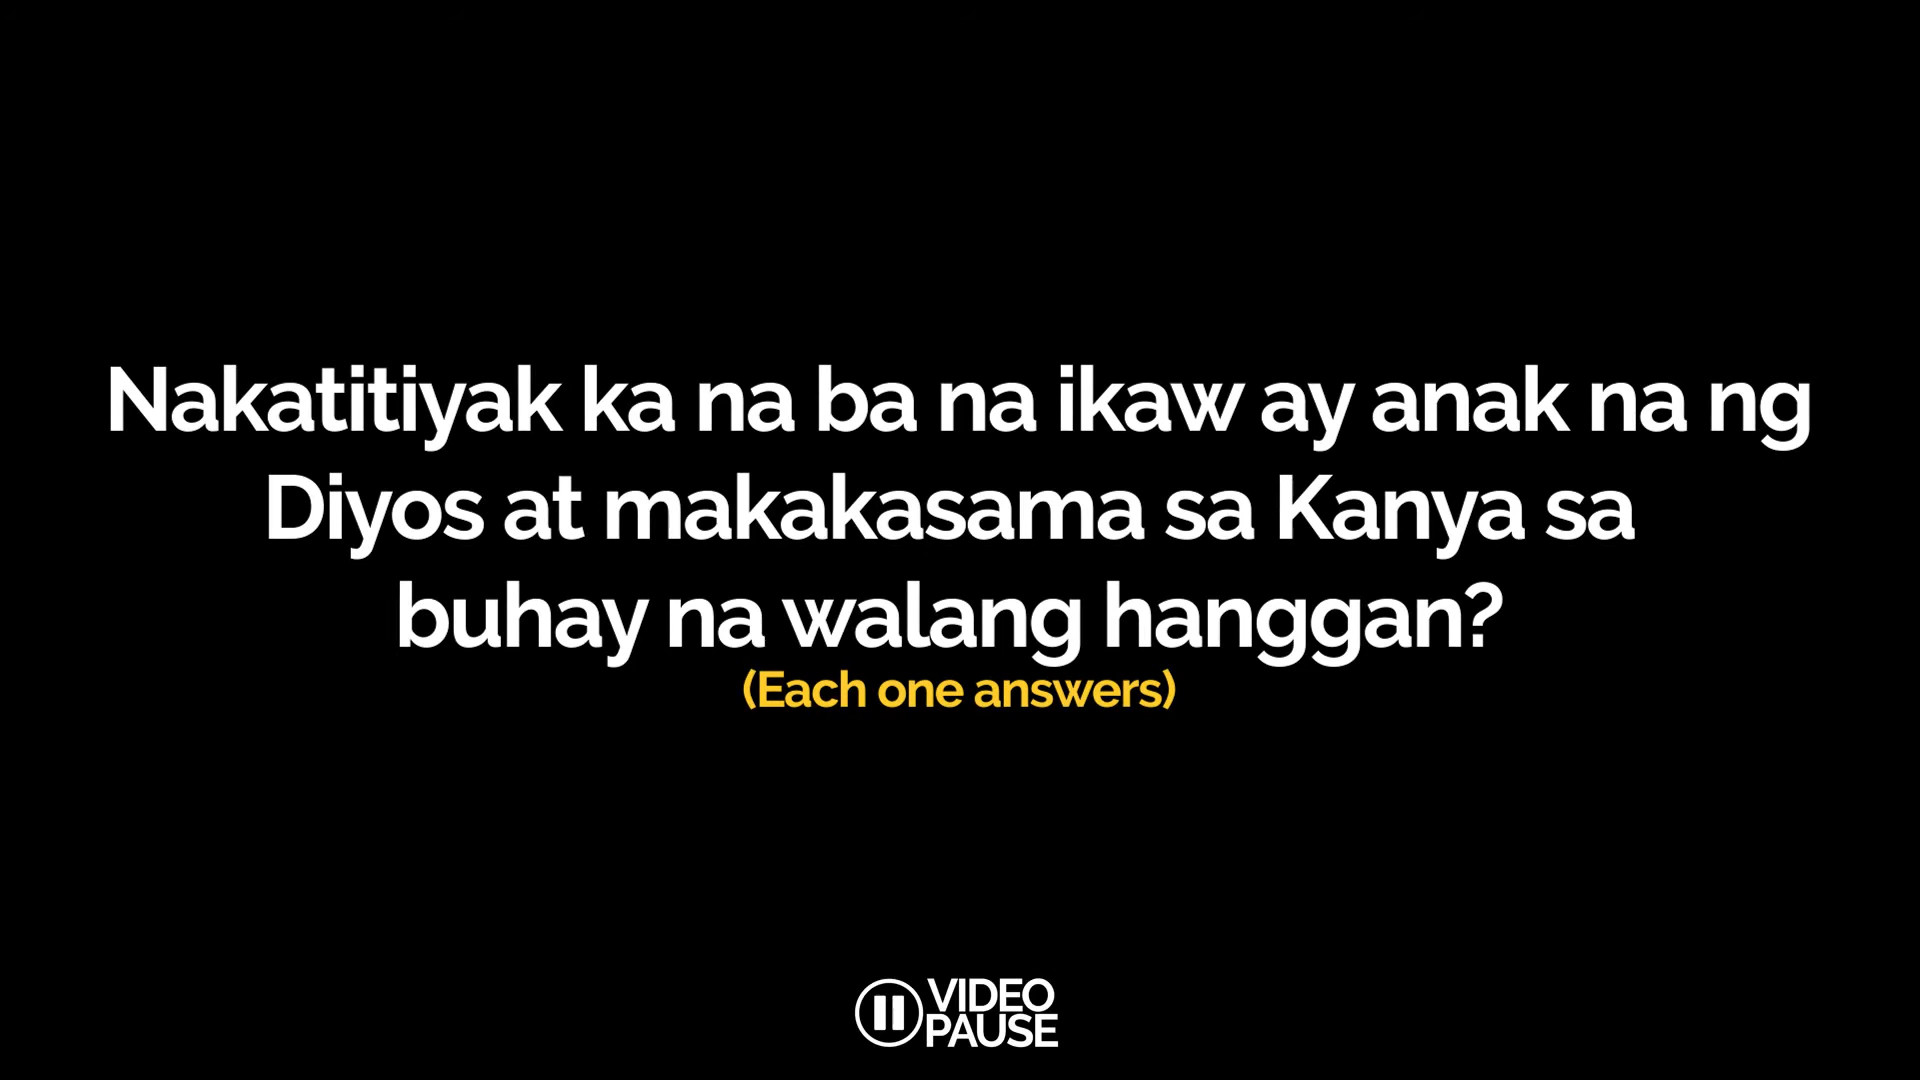 Nakatitiyak ka na ba na ikaw ay anak na ng
Diyos at makakasama sa Kanya sa
buhay na walang hanggan?
(Each one answers)
VIDEO
PAUSE